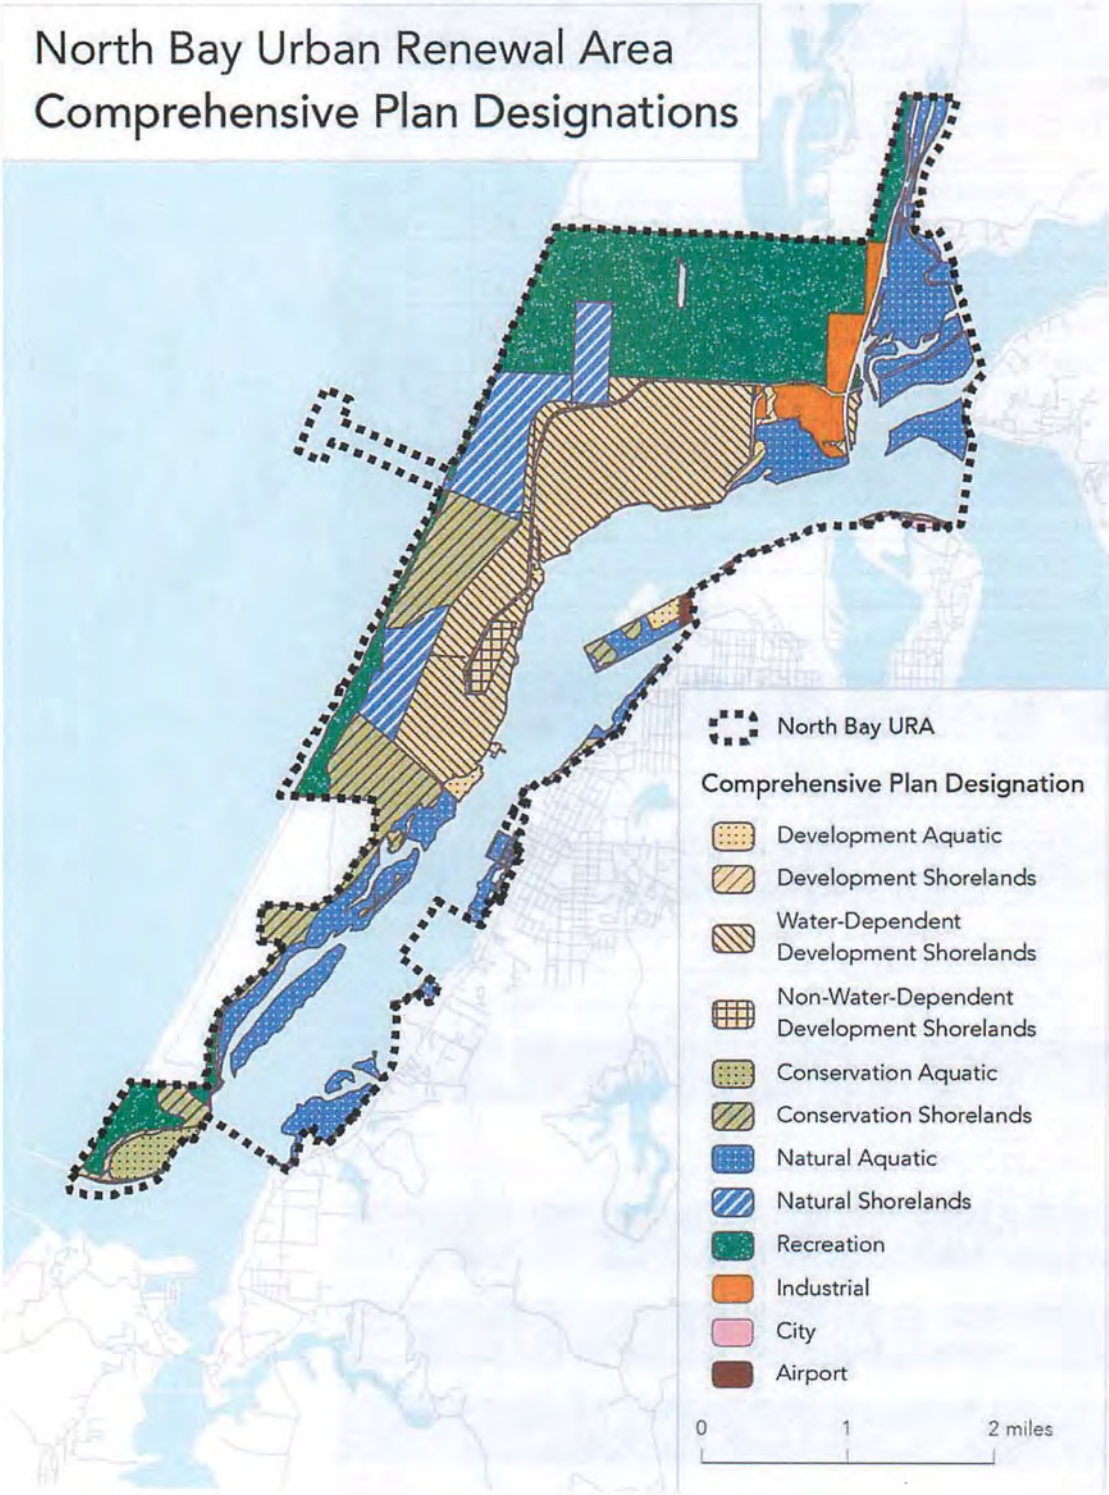 North Bay Urban Renewal Area
Comprehensive Plan Designations
North Bay URA
Comprehensive Plan Designation
Development Aquatic
Development Shorelands
Water-Dependent
Development Shorelands
Non-Water-Dependent
Development Shorelands
Conservation Aquatic
Conservation Shorelands
Natural Aquatic
Natural Shorelands
Recreation
Industrial
City
Airport
0 1 2 miles